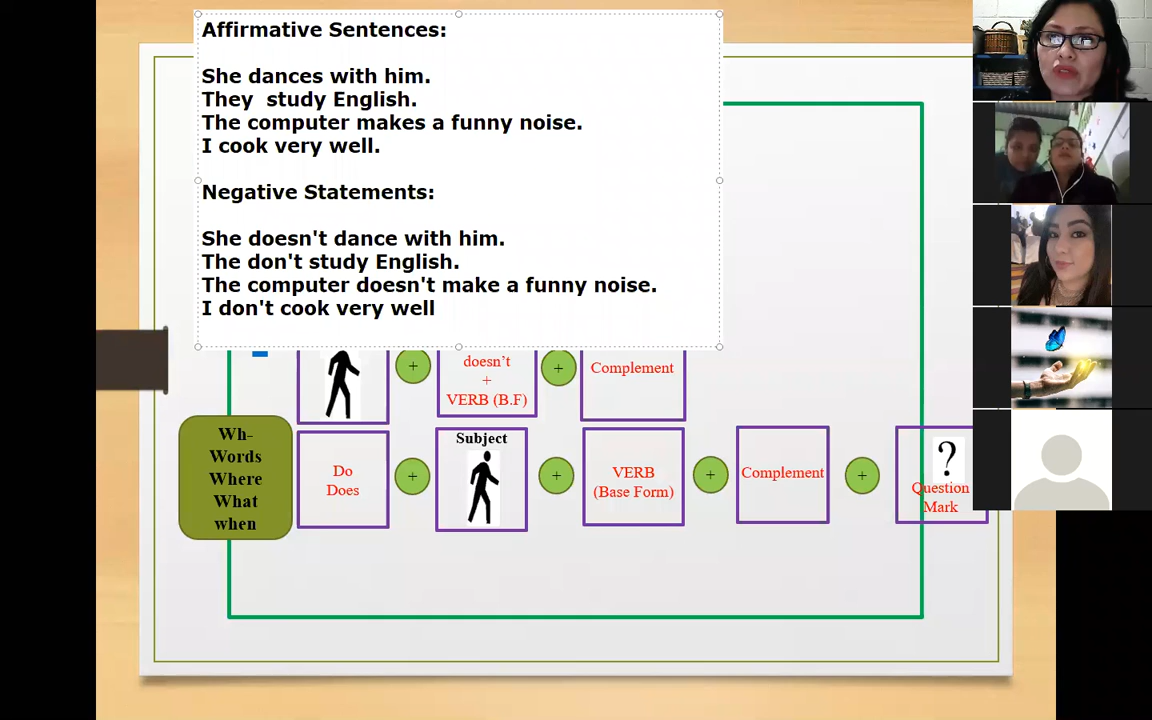 Affirmative Sentences:
She dances with him.
They  study English.
The computer makes a funny noise.
I cook very well.
Negative Statements:
She doesn't dance with him.
The don't study English.
The computer doesn't make a funny noise.
I don't cook very well
+
doesn't
+
VERB (B.F)
+
Complement
Wh-
Words
Where
What
when
Do
Does
+
Subject
+
VERB
(Base Form)
+
Complement
+
?
Question
Mark